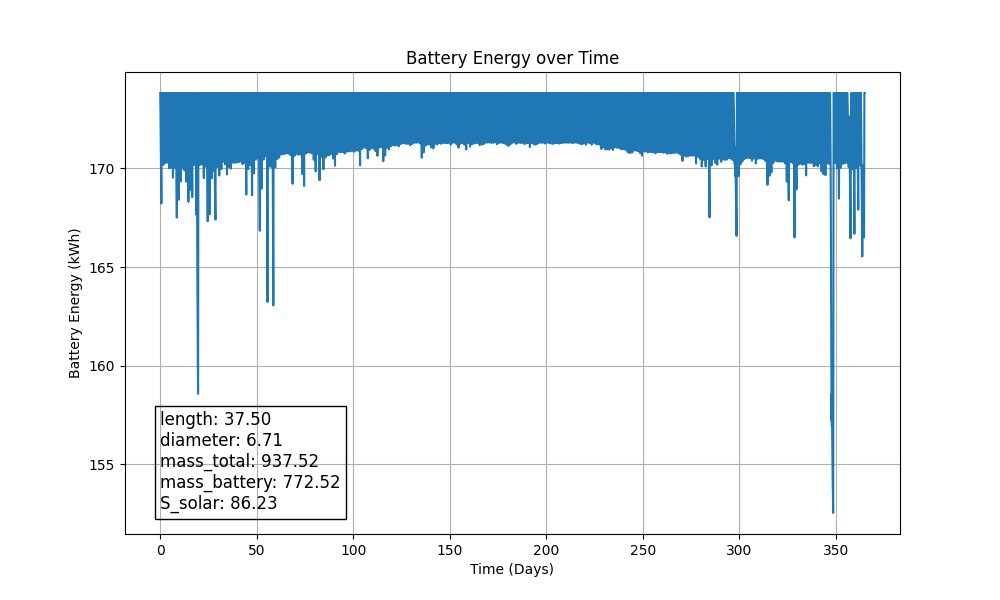 Battery Energy over Time
Battery Energy (kWh)
170
165
160
155
length: 37.50
diameter: 6.71
mass_total: 937.52
mass_battery: 772.52
S_solar: 86.23
0 50 100 150 200 250 300 350
Time (Days)